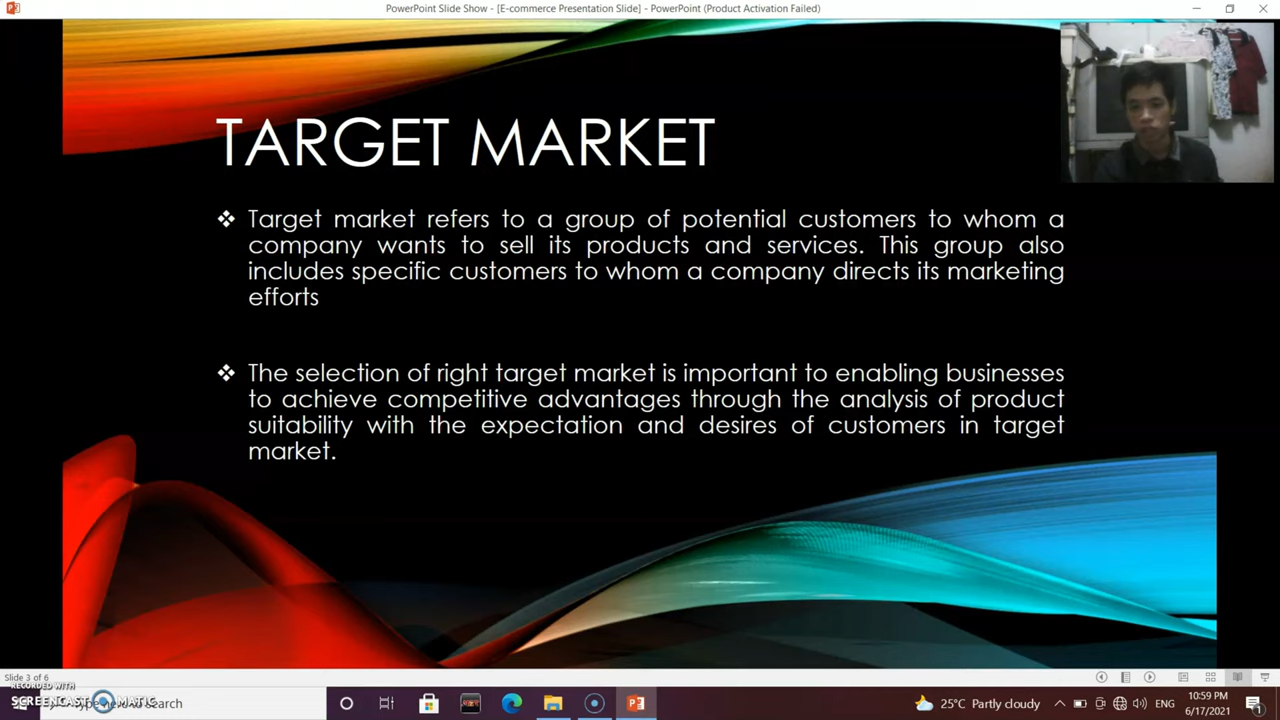 PowerPoint Slide Show - [E-commerce Presentation Slide] - PowerPoint (Product Activation Failed)
TARGET MARKET
❖ Target market refers to a group of potential customers to whom a
company wants to sell its products and services. This group also
includes specific customers to whom a company directs its marketing
efforts
❖ The selection of right target market is important to enabling businesses
to achieve competitive advantages through the analysis of product
suitability with the expectation and desires of customers in target
market.
Slide 3 of 6
RECORDED WITH
SCREENCAST MATIC
Type here to search
25°C Partly cloudy
ENG
10:59 PM
6/17/2021
1